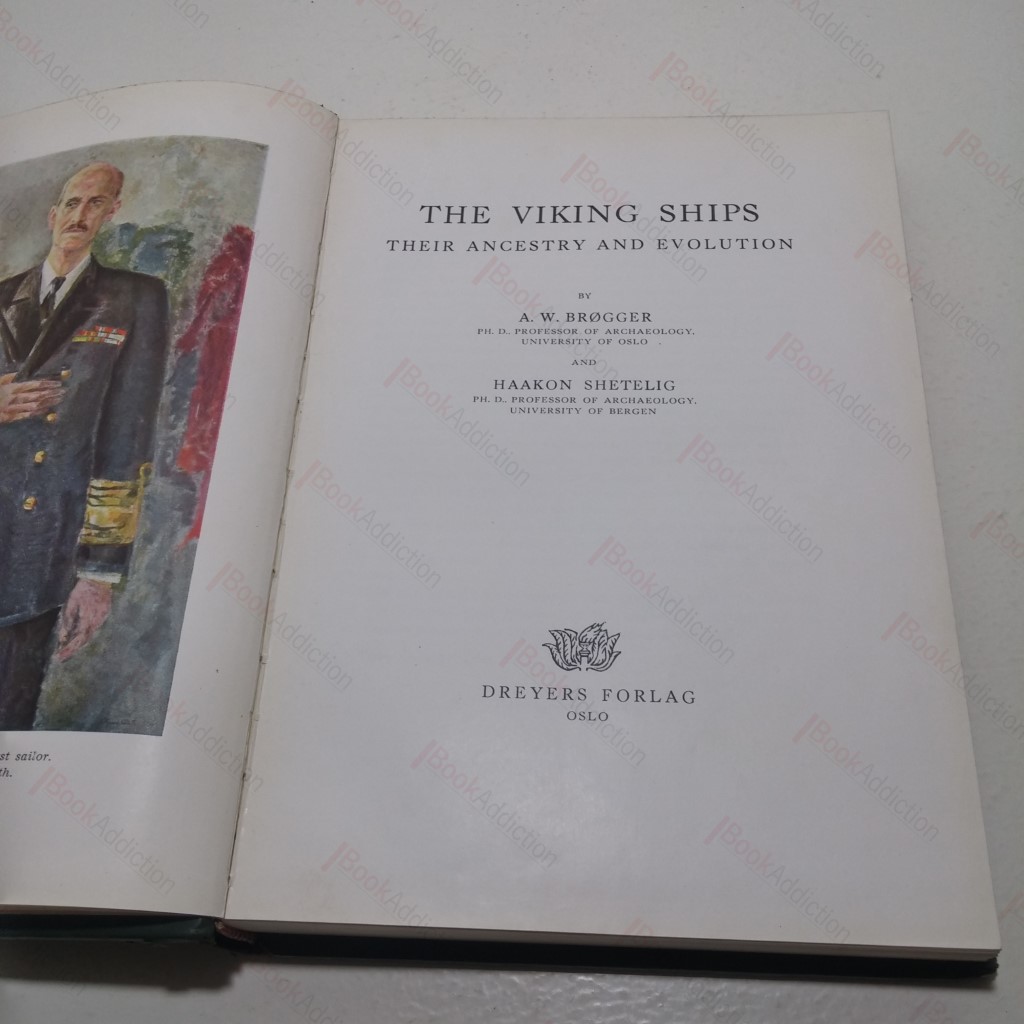 st sailor.
th.
THE VIKING SHIPS
THEIR ANCESTRY AND EVOLUTION
BY
A. W. BRØGGER
PH. D., PROFESSOR OF ARCHAEOLOGY,
UNIVERSITY OF OSLO
AND
HAAKON SHETELIG
PH. D., PROFESSOR OF ARCHAEOLOGY,
UNIVERSITY OF BERGEN
DREYERS FORLAG
OSLO
BookAddiction